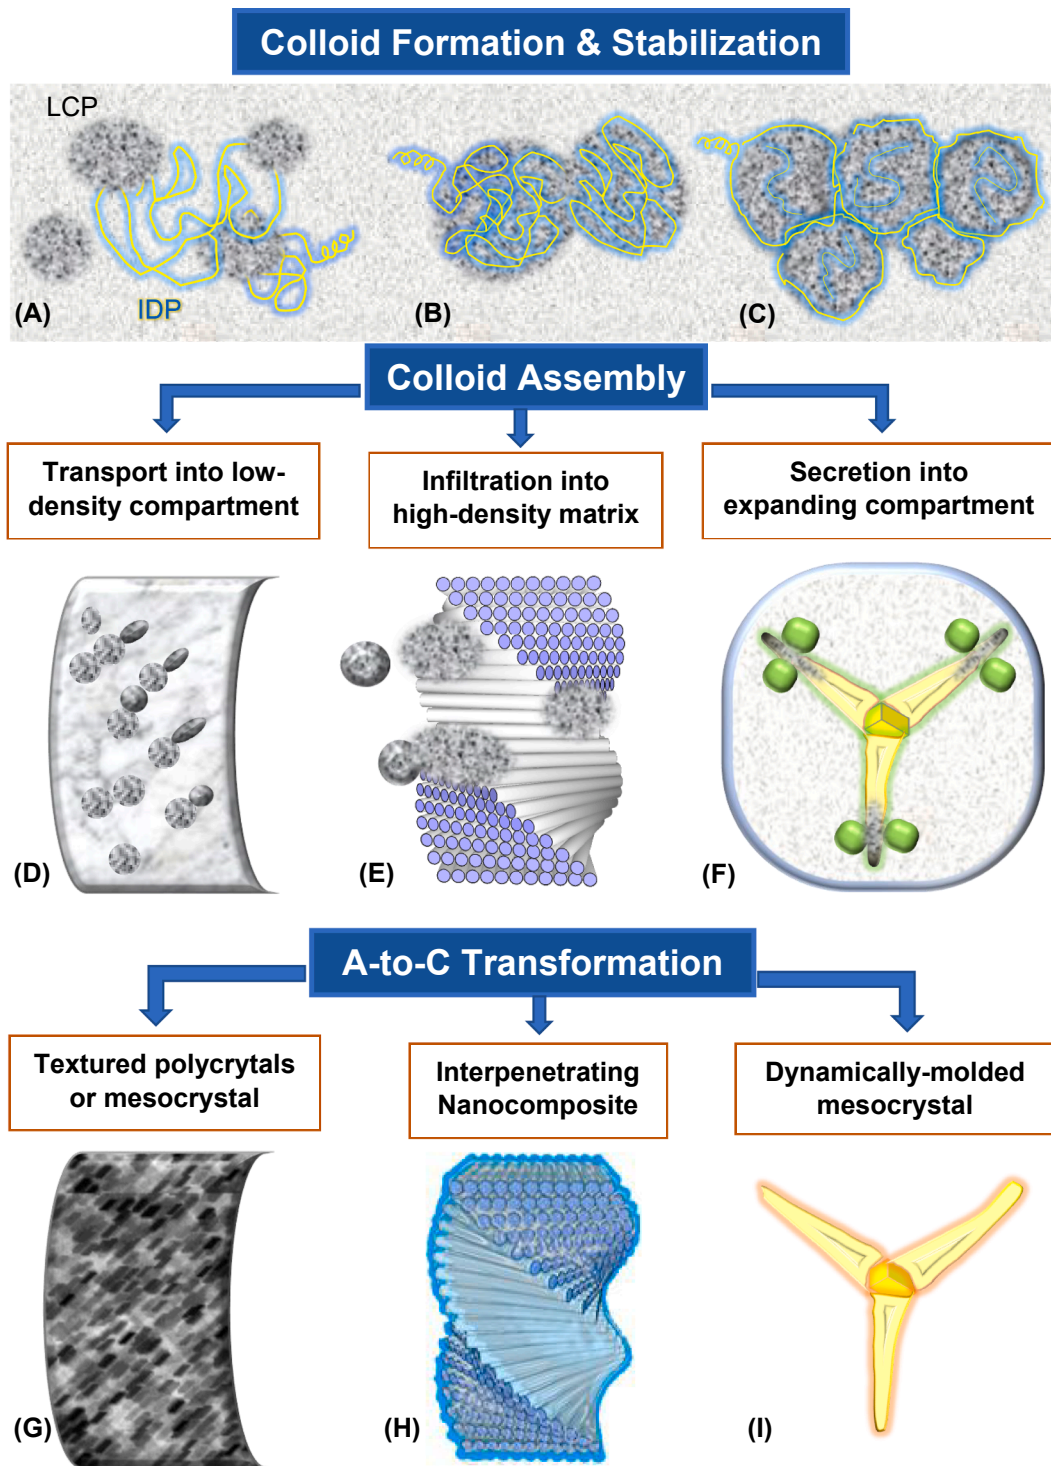 Colloid Formation & Stabilization
LCP
IDP
(A)
(B)
(C)
Colloid Assembly
Transport into low-
density compartment
Infiltration into
high-density matrix
Secretion into
expanding compartment
(D)
(E)
(F)
A-to-C Transformation
Textured polycrytals
or mesocrystal
Interpenetrating
Nanocomposite
Dynamically-molded
mesocrystal
(G)
(H)
(I)